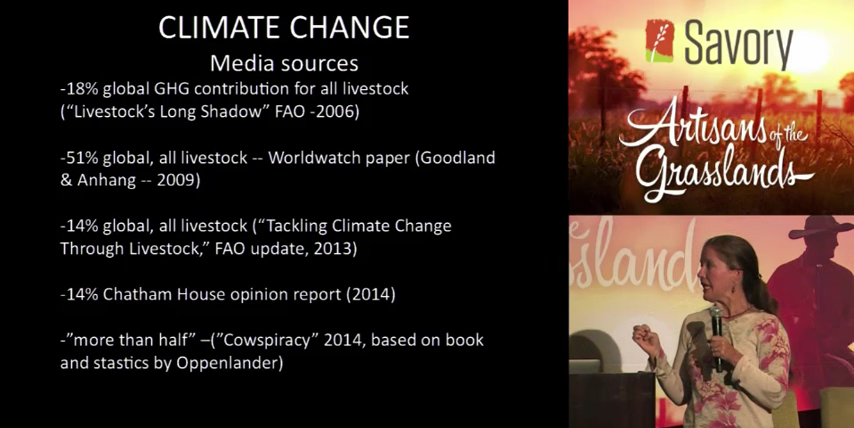 CLIMATE CHANGE
Media sources
-18% global GHG contribution for all livestock
(“Livestock’s Long Shadow” FAO -2006)
-51% global, all livestock -- Worldwatch paper (Goodland
& Anhang -- 2009)
-14% global, all livestock (“Tackling Climate Change
Through Livestock,” FAO update, 2013)
-14% Chatham House opinion report (2014)
-”more than half” –(”Cowspiracy” 2014, based on book
and stastics by Oppenlander)
Savory
Artisans of the
Grasslands